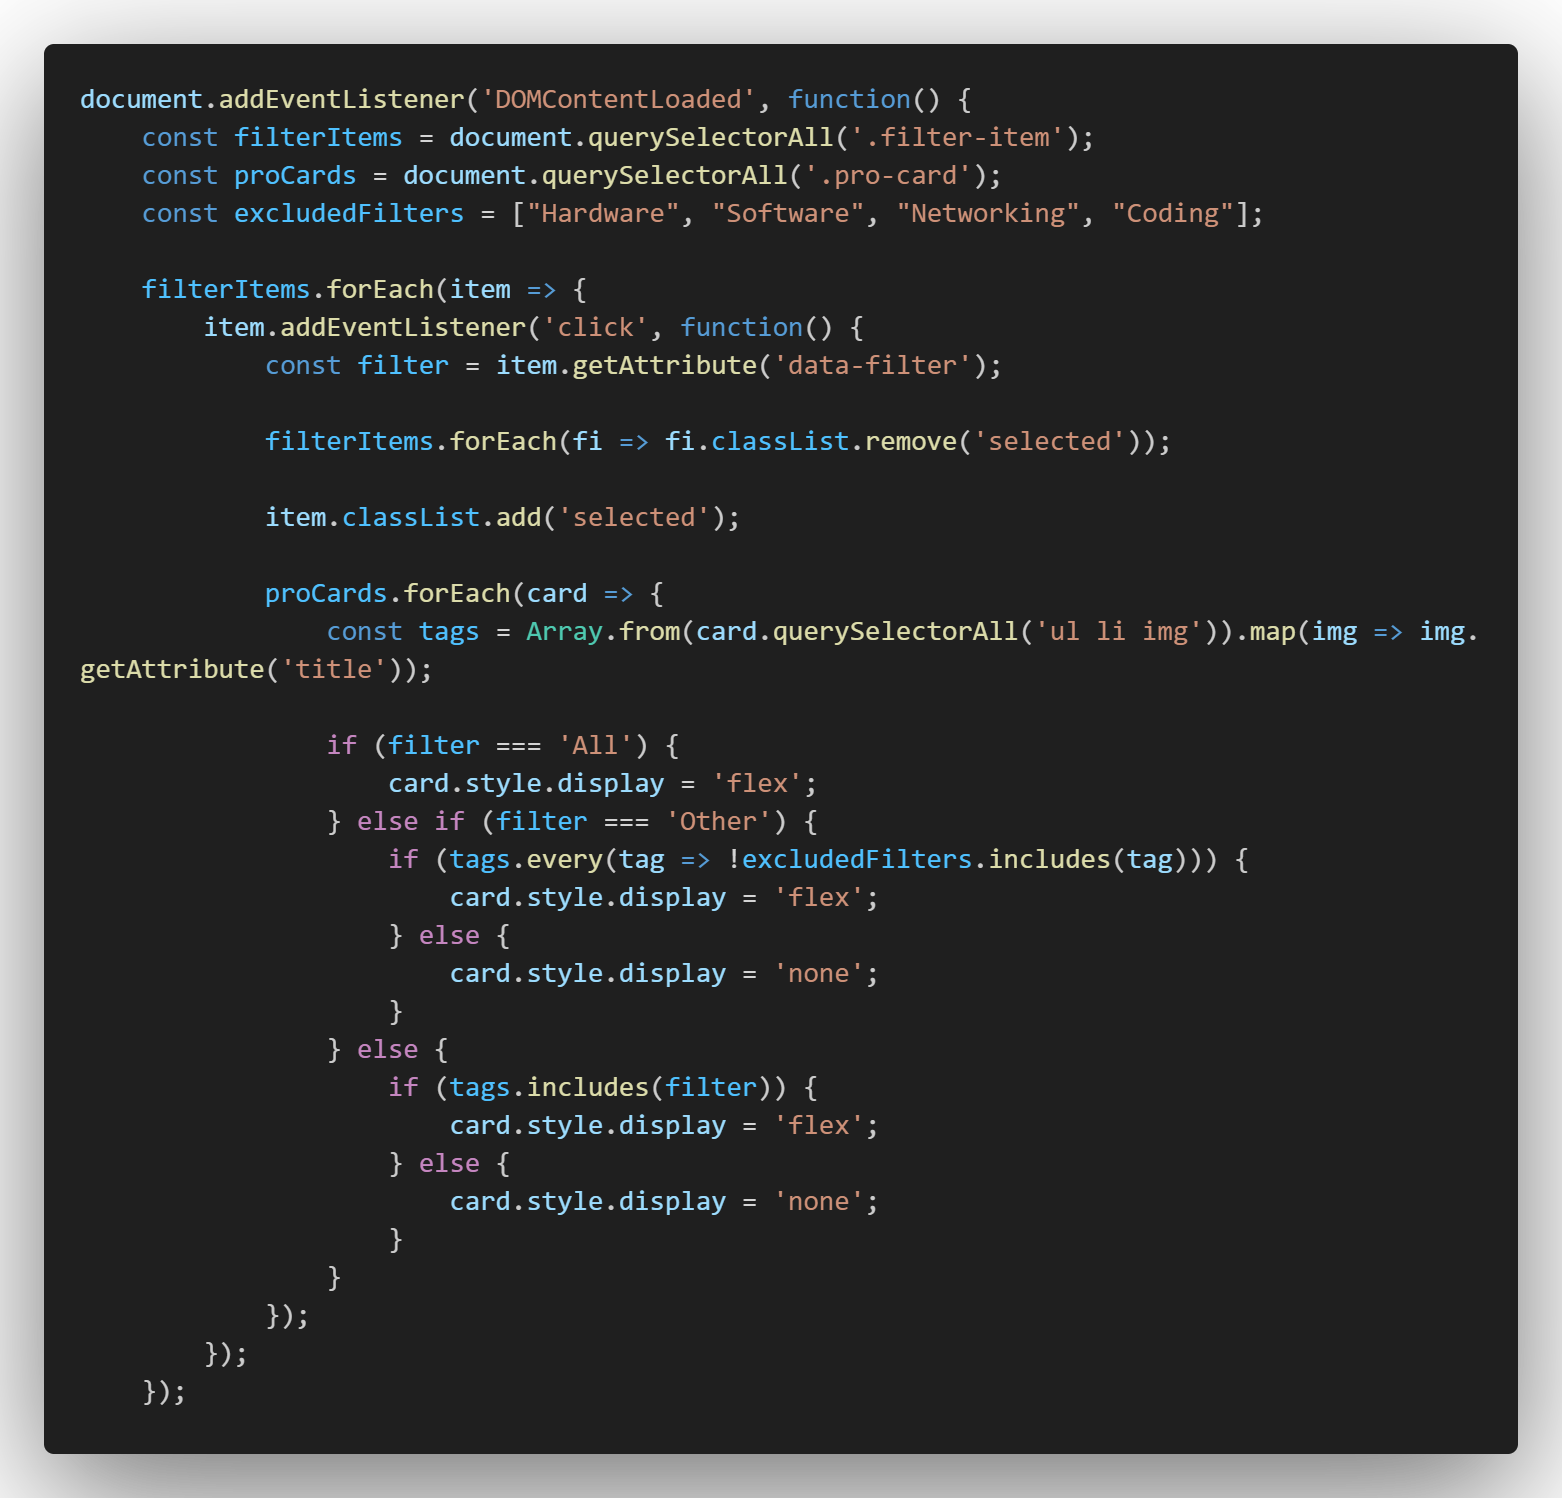 document.addEventListener('DOMContentLoaded', function() {
    const filterItems = document.querySelectorAll('.filter-item');
    const proCards = document.querySelectorAll('.pro-card');
    const excludedFilters = ["Hardware", "Software", "Networking", "Coding"];

    filterItems.forEach(item => {
        item.addEventListener('click', function() {
            const filter = item.getAttribute('data-filter');

            filterItems.forEach(fi => fi.classList.remove('selected'));

            item.classList.add('selected');

            proCards.forEach(card => {
                const tags = Array.from(card.querySelectorAll('ul li img')).map(img => img.
getAttribute('title'));

                if (filter === 'All') {
                    card.style.display = 'flex';
                } else if (filter === 'Other') {
                    if (tags.every(tag => !excludedFilters.includes(tag))) {
                        card.style.display = 'flex';
                    } else {
                        card.style.display = 'none';
                    }
                } else {
                    if (tags.includes(filter)) {
                        card.style.display = 'flex';
                    } else {
                        card.style.display = 'none';
                    }
                }
            });
        });
    });